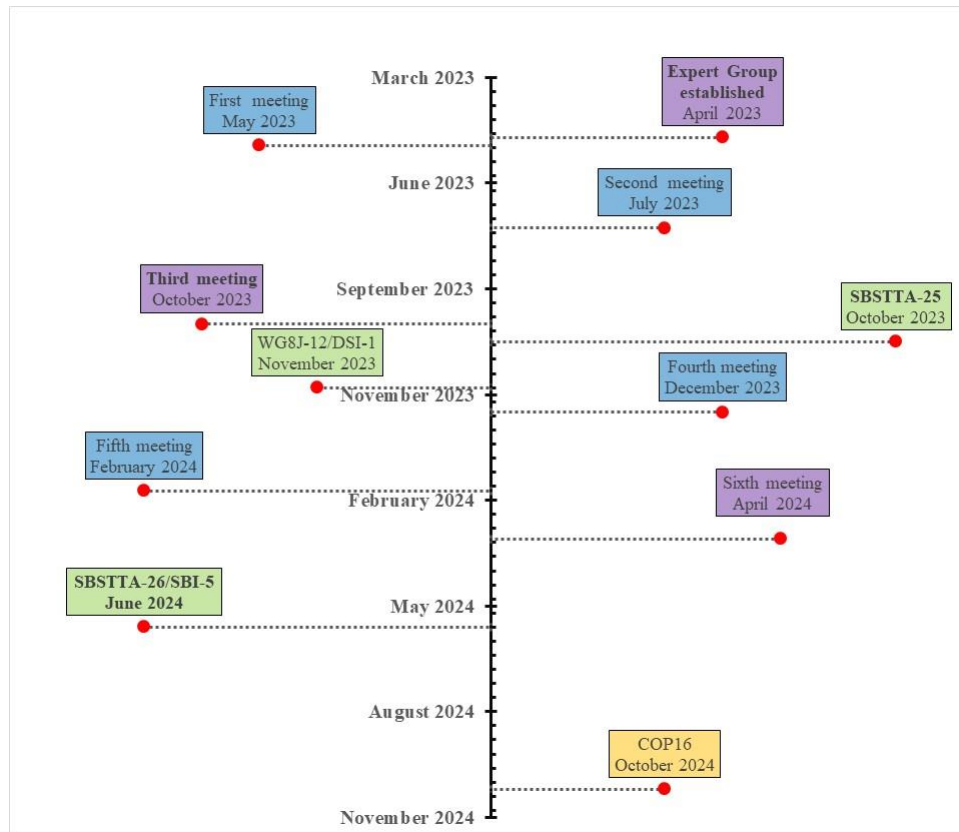 March 2023
Expert Group
established
April 2023
First meeting
May 2023
June 2023
Second meeting
July 2023
Third meeting
October 2023
September 2023
SBSTTA-25
October 2023
WG8J-12/DSI-1
November 2023
Fourth meeting
December 2023
November 2023
Fifth meeting
February 2024
February 2024
Sixth meeting
April 2024
SBSTTA-26/SBI-5
June 2024
May 2024
August 2024
COP16
October 2024
November 2024